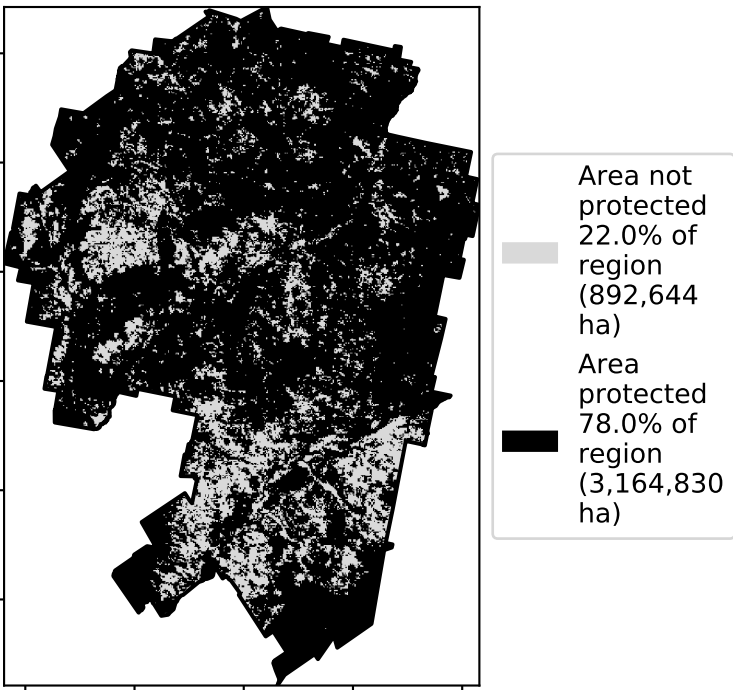 Area not
protected
22.0% of
region
(892,644
ha)
Area
protected
78.0% of
region
(3,164,830
ha)